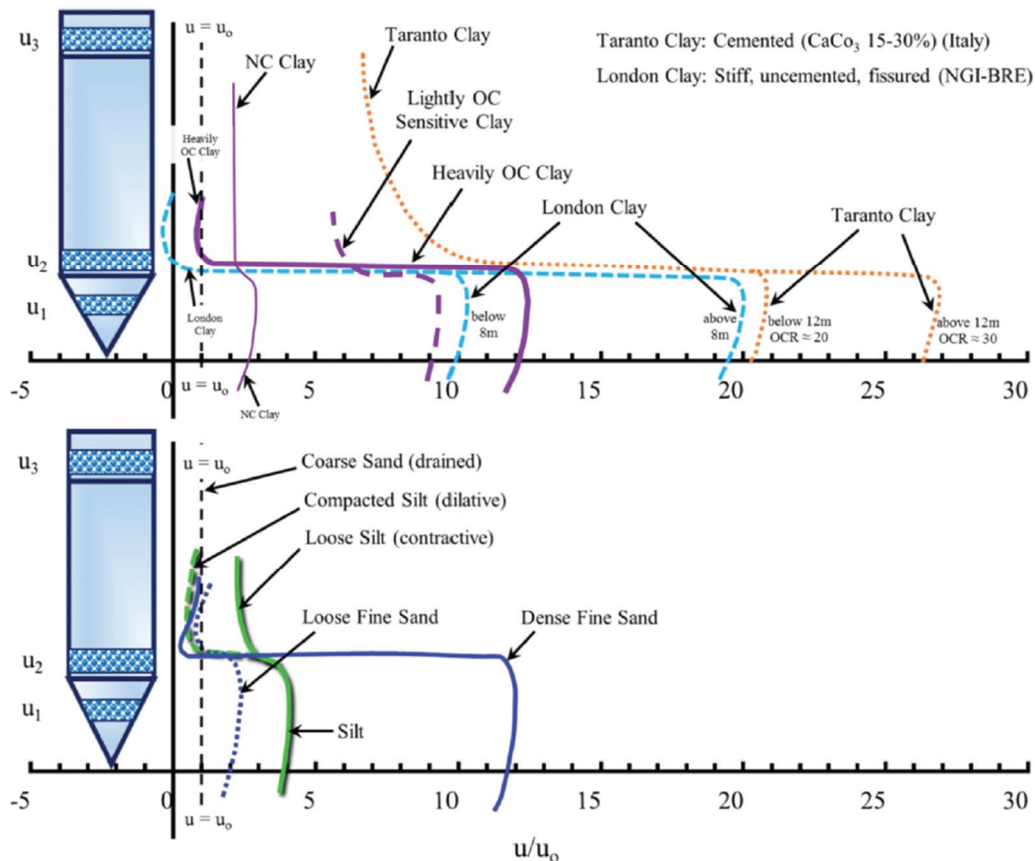 u₃
u = uₒ
NC Clay
Taranto Clay
Taranto Clay: Cemented (CaCo₃ 15-30%) (Italy)
London Clay: Stiff, uncemented, fissured (NGI-BRE)
Lightly OC
Sensitive Clay
Heavily
OC Clay
Heavily OC Clay
London Clay
Taranto Clay
u₂
u₁
London
Clay
below
8m
above
8m
below 12m
OCR ≈ 20
above 12m
OCR ≈ 30
-5
0
5
10
15
20
25
30
u = uₒ
NC Clay
u₃
u = uₒ
Coarse Sand (drained)
Compacted Silt (dilative)
Loose Silt (contractive)
Loose Fine Sand
Dense Fine Sand
u₂
u₁
Silt
-5
0
5
10
15
20
25
30
u = uₒ
u/uₒ